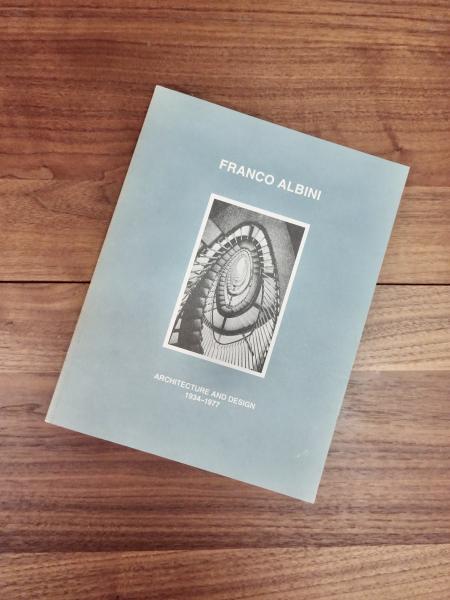 FRANCO ALBINI
ARCHITECTURE AND DESIGN
1934–1977